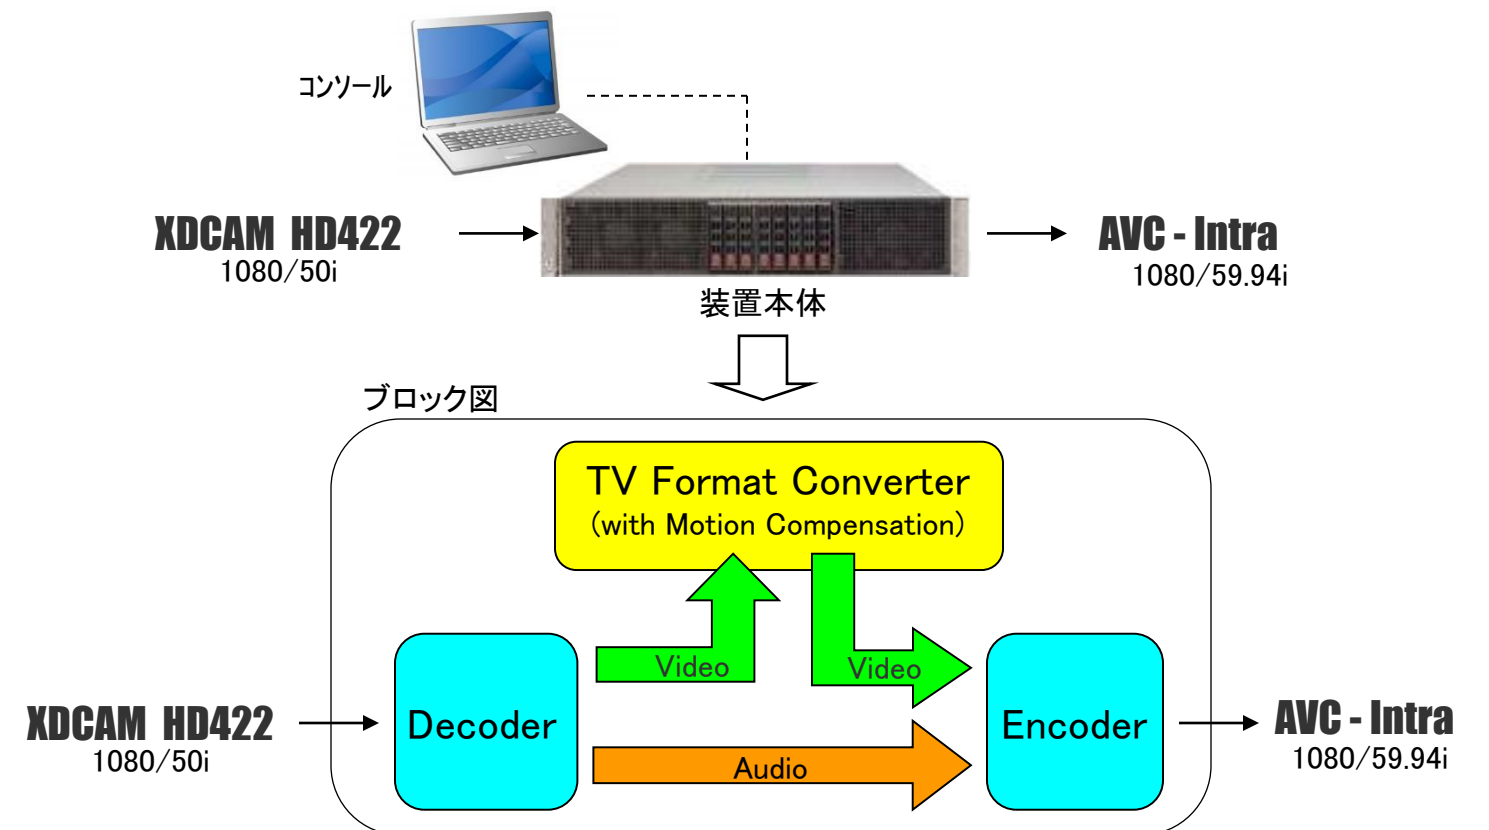 コンソール
XDCAM HD422
1080/50i
AVC - Intra
1080/59.94i
装置本体
ブロック図
TV Format Converter
(with Motion Compensation)
Video
Video
Decoder
Encoder
XDCAM HD422
1080/50i
AVC - Intra
1080/59.94i
Audio